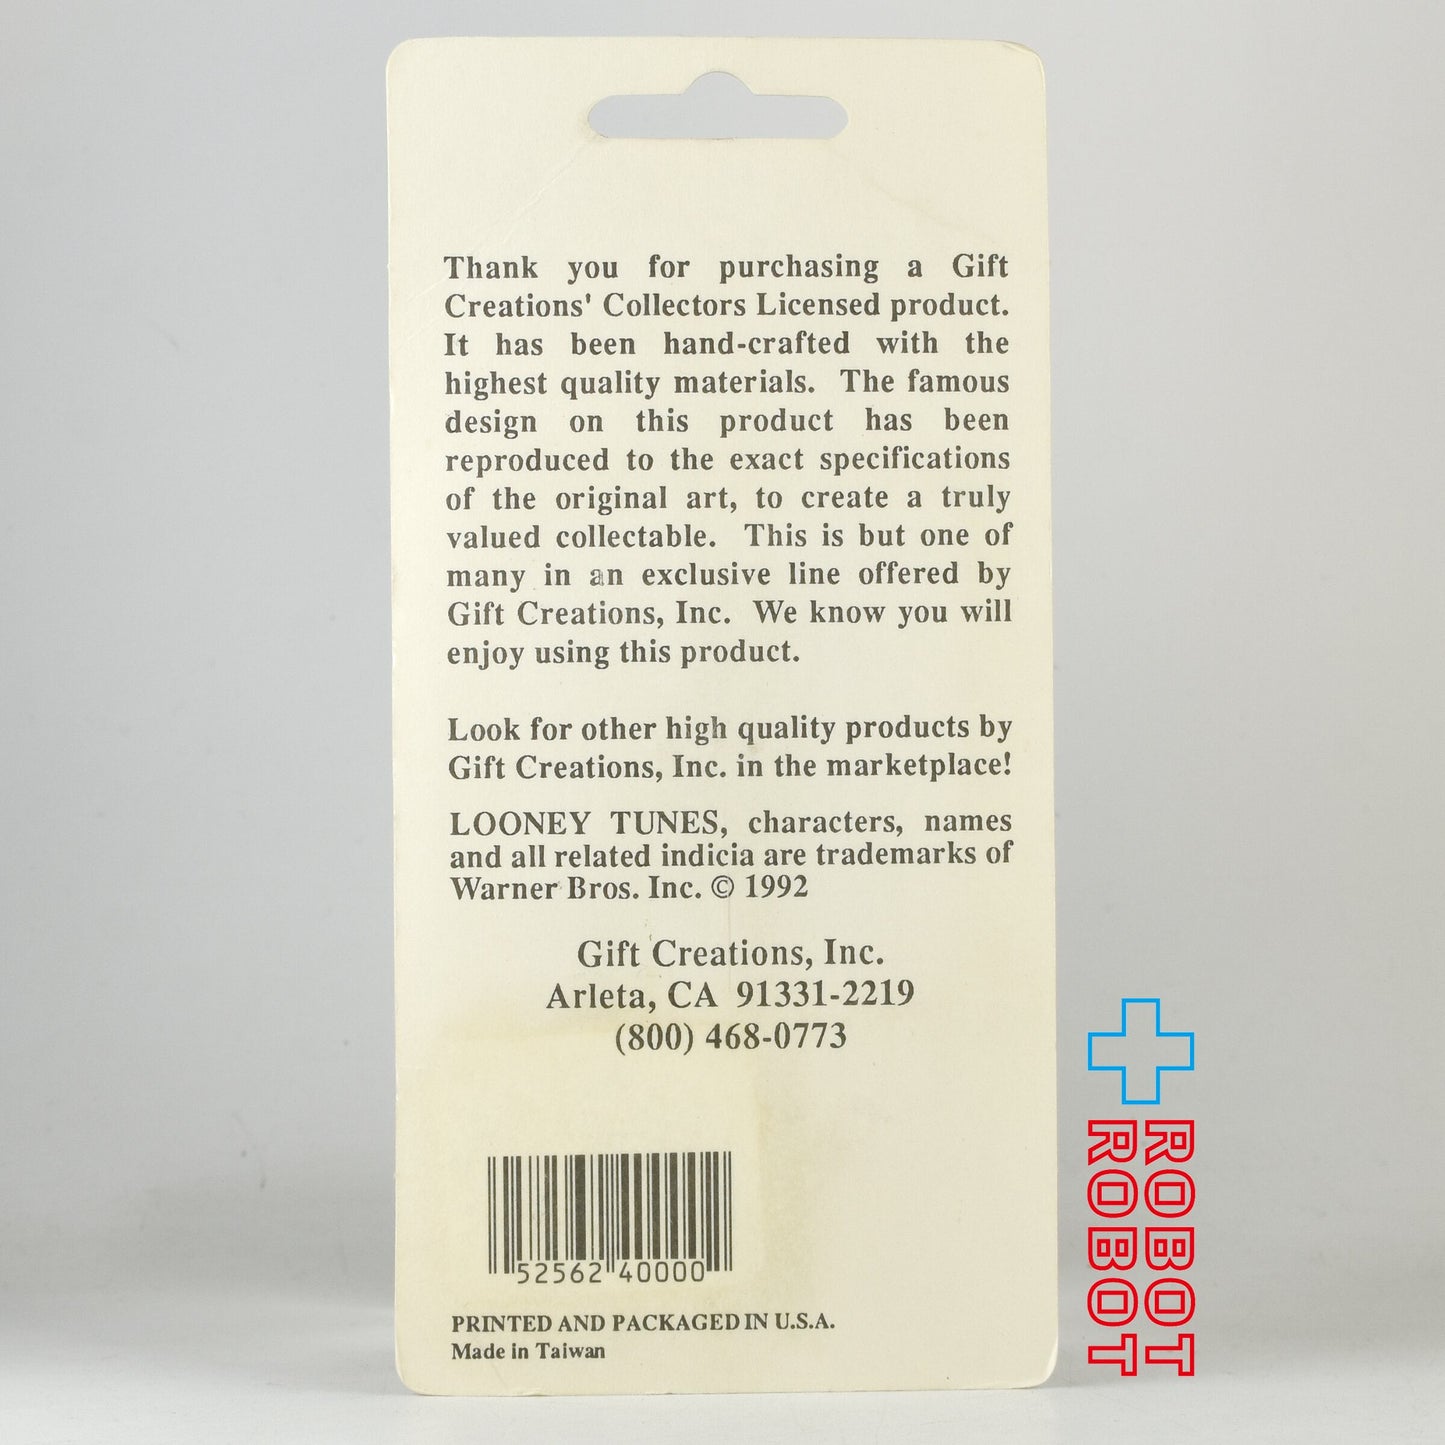 Thank you for purchasing a Gift
Creations' Collectors Licensed product.
It has been hand-crafted with the
highest quality materials. The famous
design on this product has been
reproduced to the exact specifications
of the original art, to create a truly
valued collectable. This is but one of
many in an exclusive line offered by
Gift Creations, Inc. We know you will
enjoy using this product.
Look for other high quality products by
Gift Creations, Inc. in the marketplace!
LOONEY TUNES, characters, names
and all related indicia are trademarks of
Warner Bros. Inc. © 1992
Gift Creations, Inc.
Arleta, CA 91331-2219
(800) 468-0773
52562 40000
PRINTED AND PACKAGED IN U.S.A.
Made in Taiwan
ROBOT
ROBOT